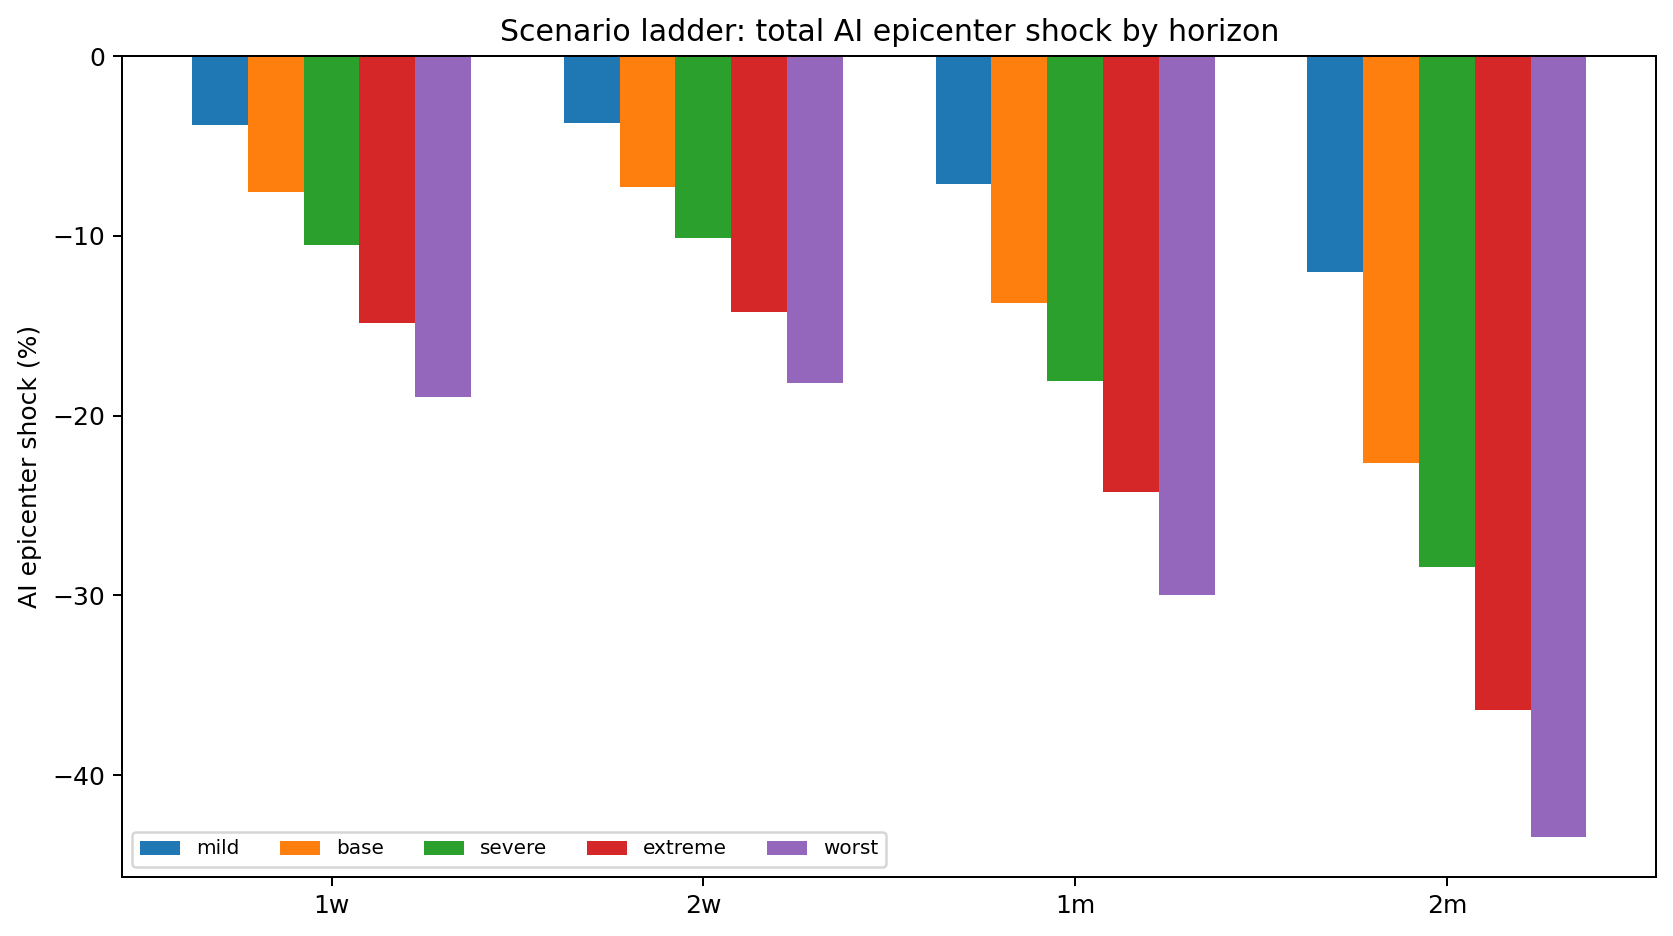 Scenario ladder: total AI epicenter shock by horizon
AI epicenter shock (%)
0
−10
−20
−30
−40
mild base severe extreme worst
1w 2w 1m 2m